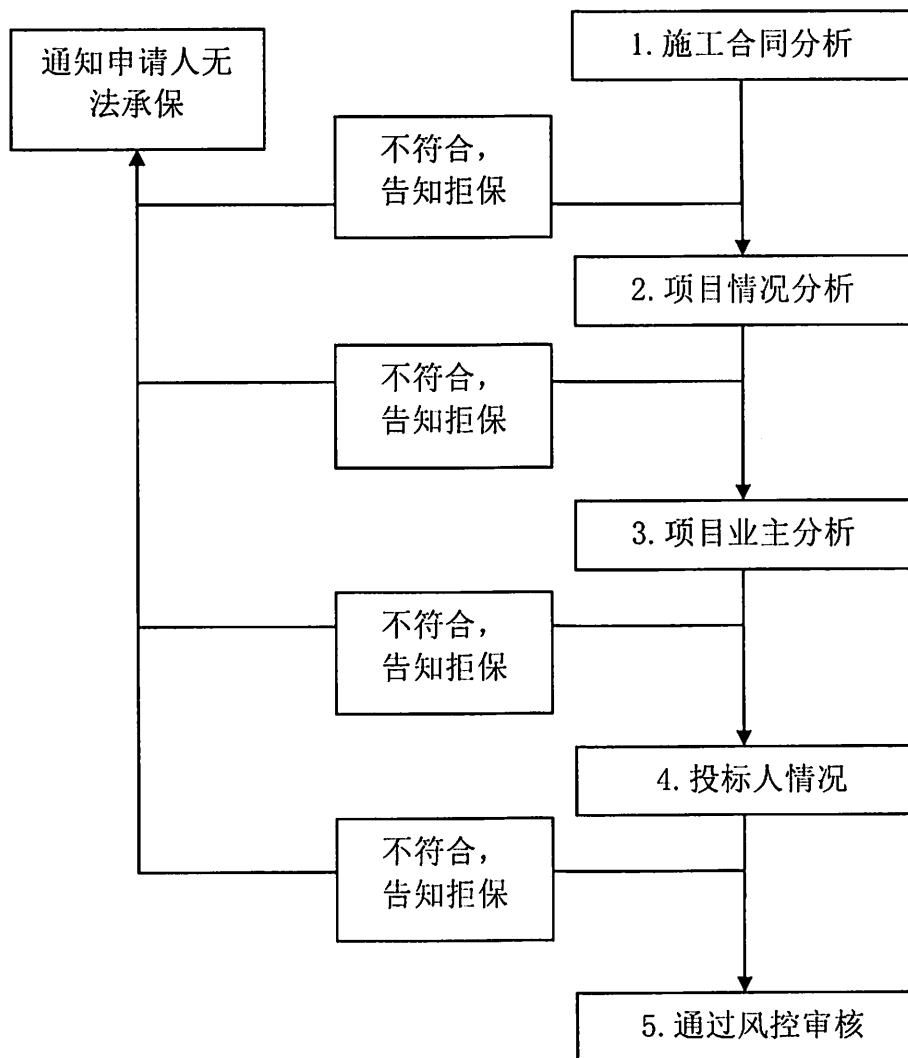 1.施工合同分析
通知申请人无
法承保
不符合，
告知拒保
2.项目情况分析
不符合，
告知拒保
3.项目业主分析
不符合，
告知拒保
4.投标人情况
不符合，
告知拒保
5.通过风控审核